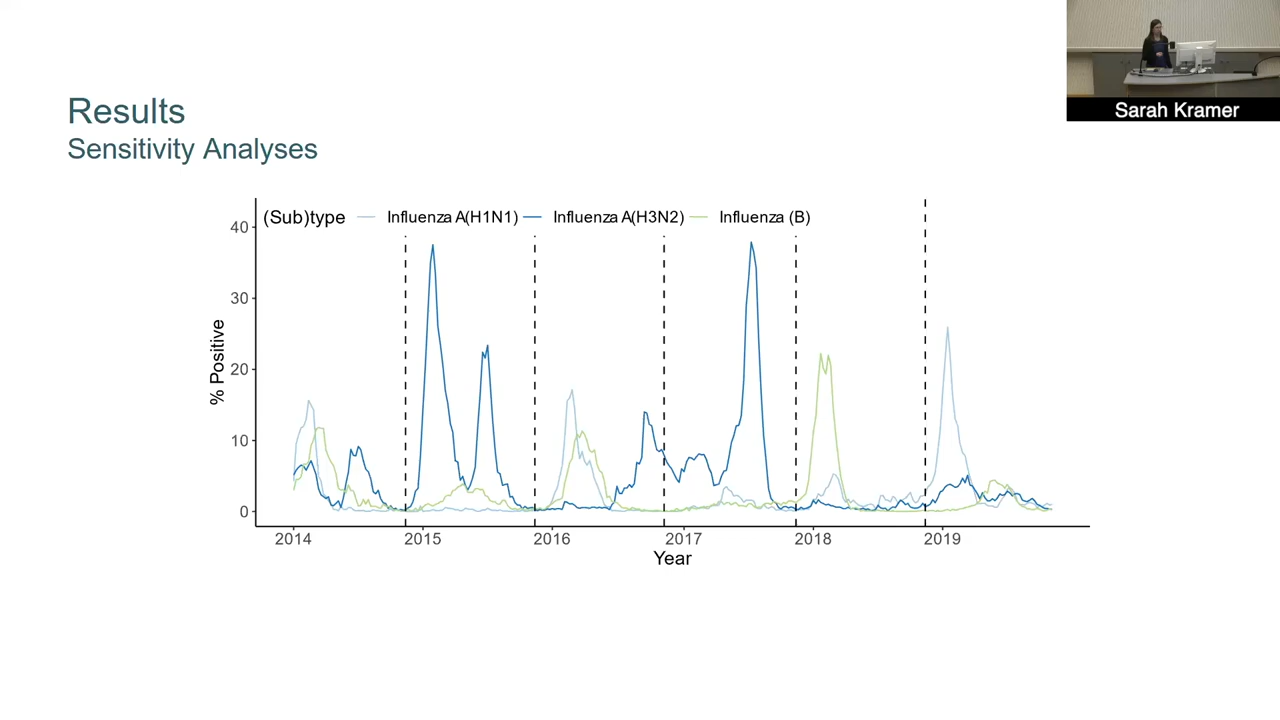 Sarah Kramer
Results
Sensitivity Analyses
(Sub)type Influenza A(H1N1) Influenza A(H3N2) Influenza (B)
40
30
20
10
0
% Positive
2014 2015 2016 2017 2018 2019
Year